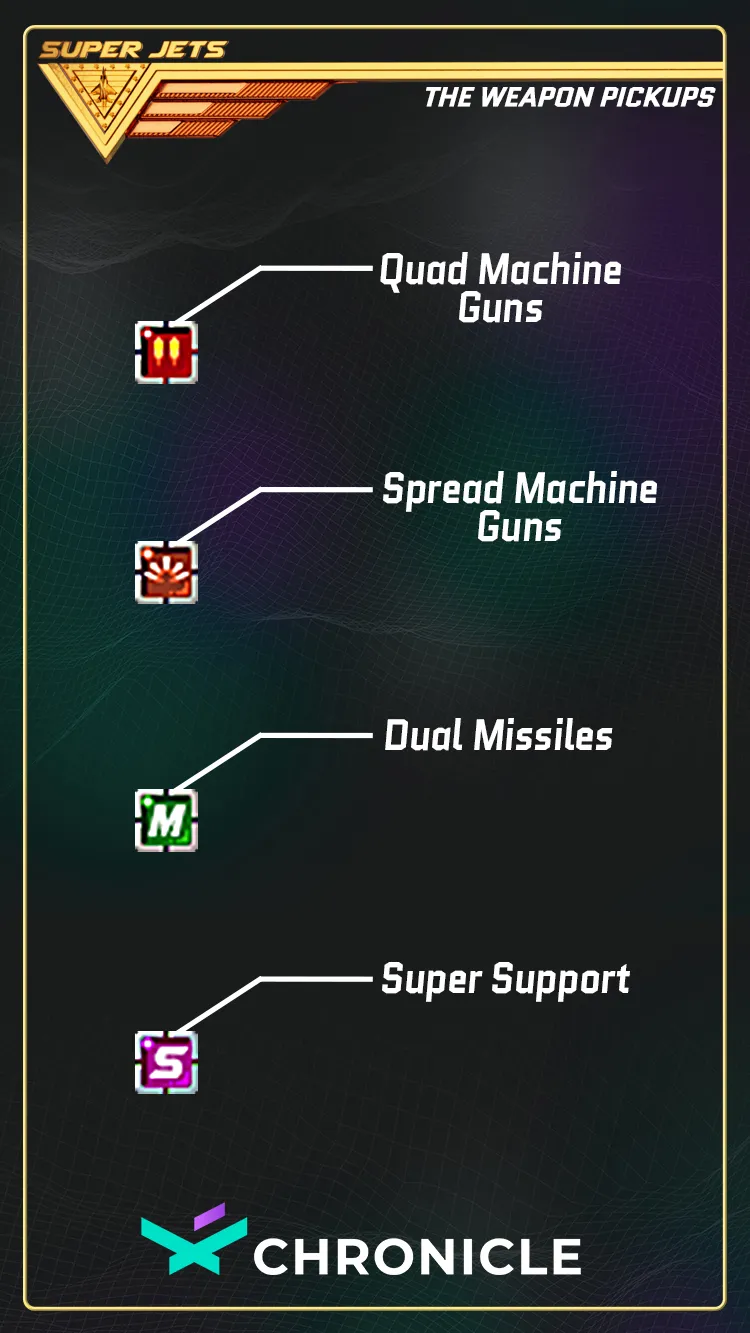 SUPER JETS
THE WEAPON PICKUPS
Quad Machine
Guns
Spread Machine
Guns
Dual Missiles
M
Super Support
S
CHRONICLE